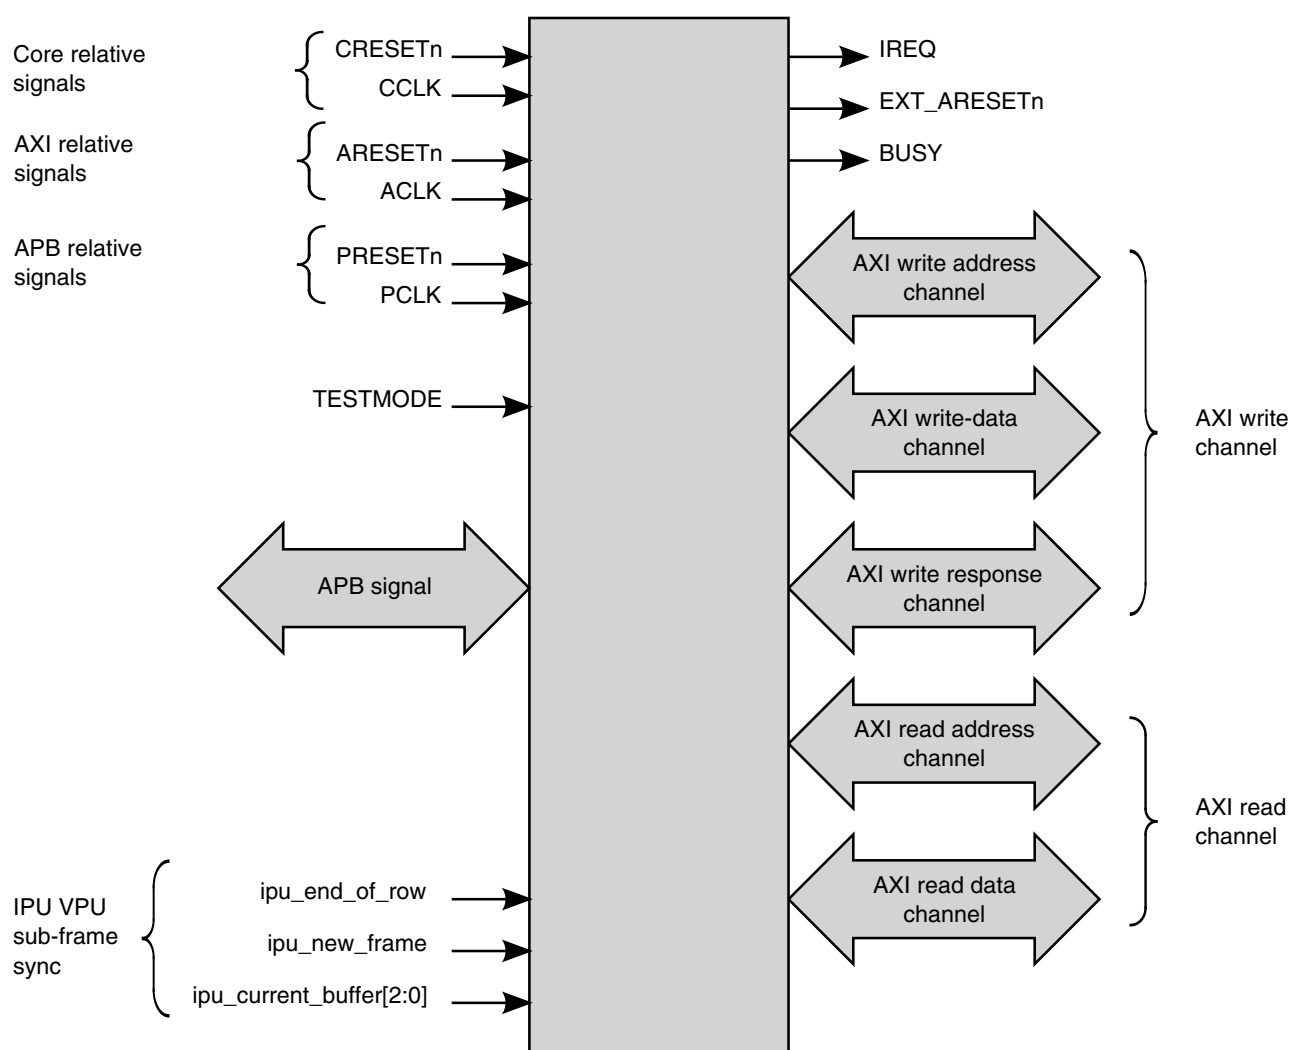 Core relative
signals
CRESETn
CCLK
AXI relative
signals
ARESETn
ACLK
APB relative
signals
PRESETn
PCLK
TESTMODE
APB signal
IPU VPU
sub-frame
sync
ipu_end_of_row
ipu_new_frame
ipu_current_buffer[2:0]
IREQ
EXT_ARESETn
BUSY
AXI write address
channel
AXI write-data
channel
AXI write response
channel
AXI write
channel
AXI read address
channel
AXI read data
channel
AXI read
channel